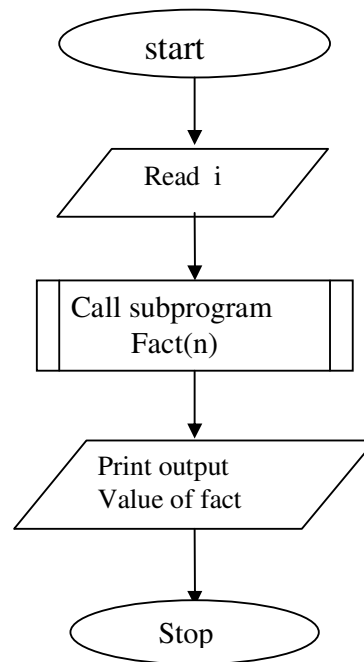 start
Read i
Call subprogram
Fact(n)
Print output
Value of fact
Stop